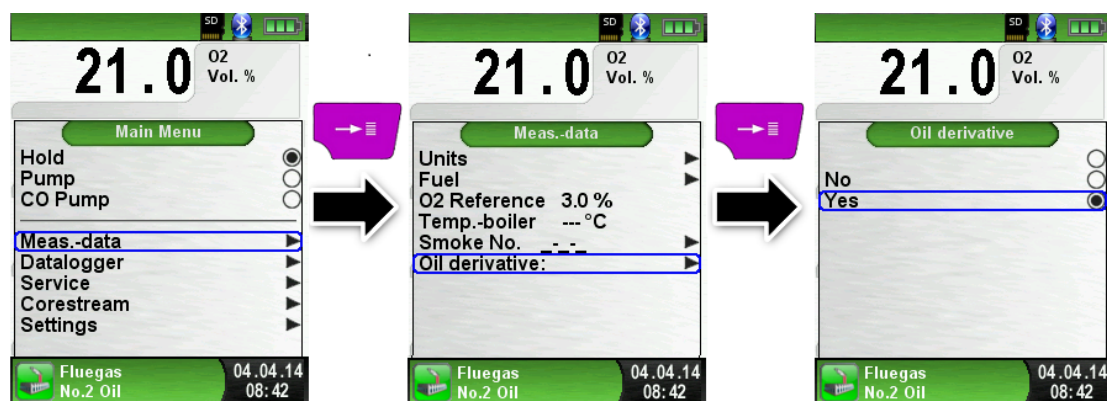 SD
21.0 O2
Vol. %
Main Menu
Hold
Pump
CO Pump
Meas.-data
Datalogger
Service
Corestream
Settings
Fluegas 04.04.14
No.2 Oil 08:42
SD
21.0 O2
Vol. %
Meas.-data
Units
Fuel
O2 Reference 3.0 %
Temp.-boiler ---°C
Smoke No. _-_-_
Oil derivative:
Fluegas 04.04.14
No.2 Oil 08:42
SD
21.0 O2
Vol. %
Oil derivative
No
Yes
Fluegas 04.04.14
No.2 Oil 08:42